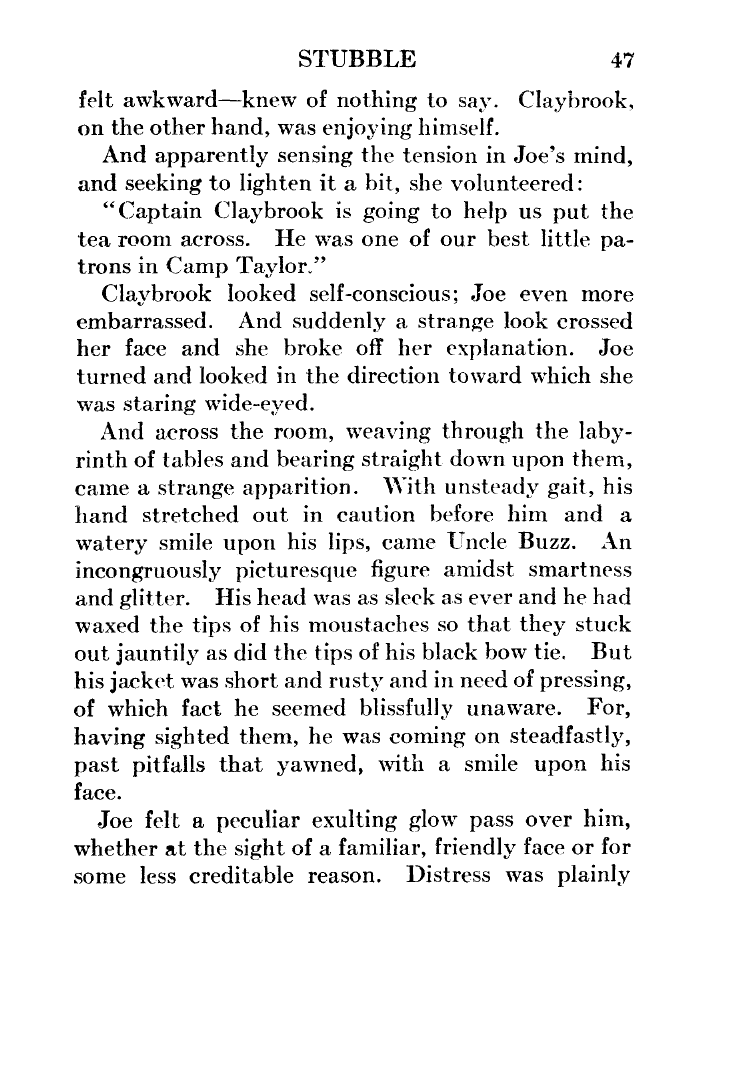 STUBBLE 47
felt awkward—knew of nothing to say. Claybrook,
on the other hand, was enjoying himself.
And apparently sensing the tension in Joe's mind,
and seeking to lighten it a bit, she volunteered:
"Captain Claybrook is going to help us put the
tea room across. He was one of our best little pa-
trons in Camp Taylor."
Claybrook looked self-conscious; Joe even more
embarrassed. And suddenly a strange look crossed
her face and she broke off her explanation. Joe
turned and looked in the direction toward which she
was staring wide-eyed.
And across the room, weaving through the laby-
rinth of tables and bearing straight down upon them,
came a strange apparition. With unsteady gait, his
hand stretched out in caution before him and a
watery smile upon his lips, came Uncle Buzz. An
incongruously picturesque figure amidst smartness
and glitter. His head was as sleek as ever and he had
waxed the tips of his moustaches so that they stuck
out jauntily as did the tips of his black bow tie. But
his jacket was short and rusty and in need of pressing,
of which fact he seemed blissfully unaware. For,
having sighted them, he was coming on steadfastly,
past pitfalls that yawned, with a smile upon his
face.
Joe felt a peculiar exulting glow pass over him,
whether at the sight of a familiar, friendly face or for
some less creditable reason. Distress was plainly